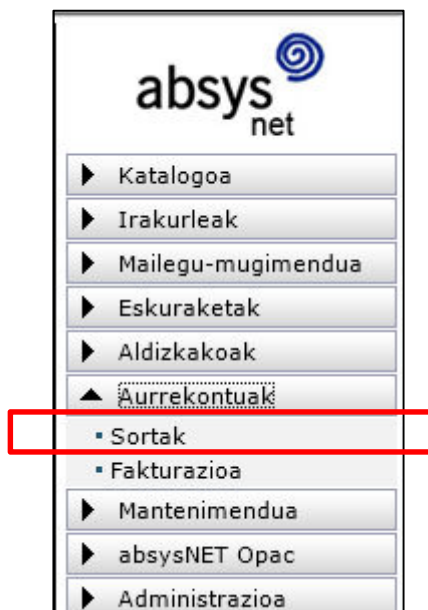 absys
net
Katalogoa
Irakurleak
Mailegu-mugimendua
Eskuraketak
Aldizkakoak
Aurrekontuak
Sortak
Fakturazioa
Mantenimendua
absysNET Opac
Administrazioa